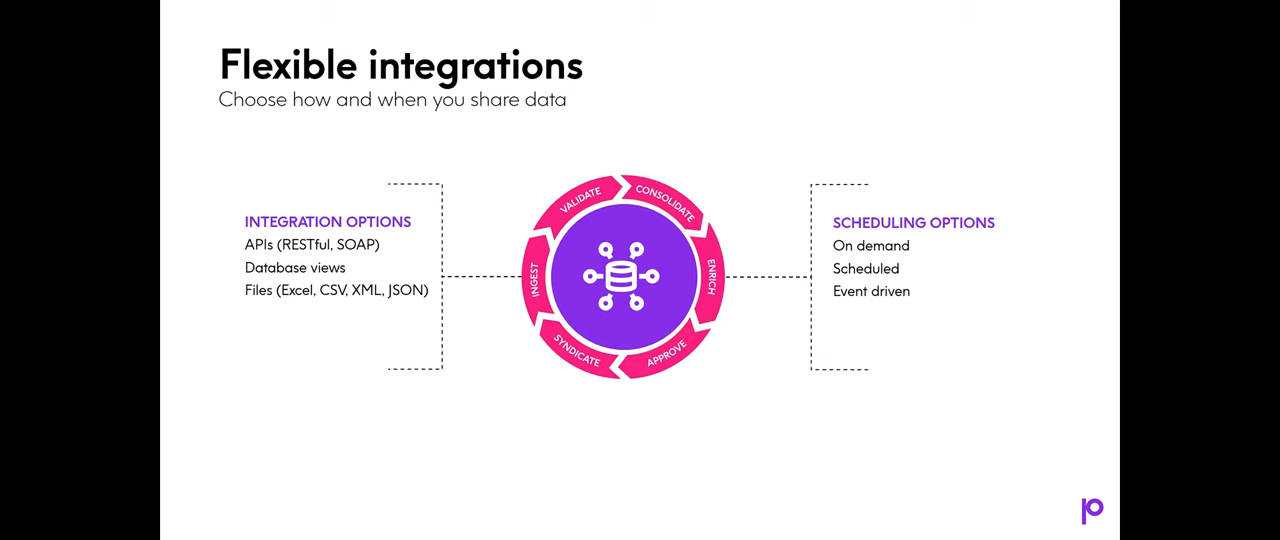 Flexible integrations
Choose how and when you share data
INTEGRATION OPTIONS
APIs (RESTful, SOAP)
Database views
Files (Excel, CSV, XML, JSON)
VALIDATE
CONSOLIDATE
ENRICH
APPROVE
SYNDICATE
INGEST
SCHEDULING OPTIONS
On demand
Scheduled
Event driven